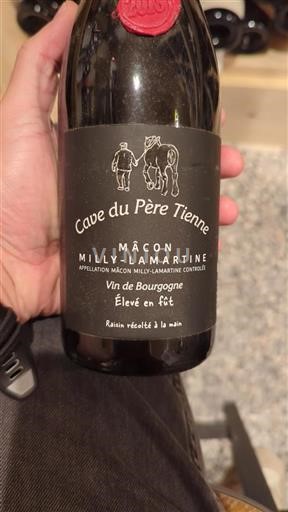 Cave du Père Tienne
MÂCON
MILLY-LAMARTINE
APPELLATION MÂCON MILLY-LAMARTINE CONTROLÉE
Vin de Bourgogne
Élevé en fût
Raisin récolté à la main